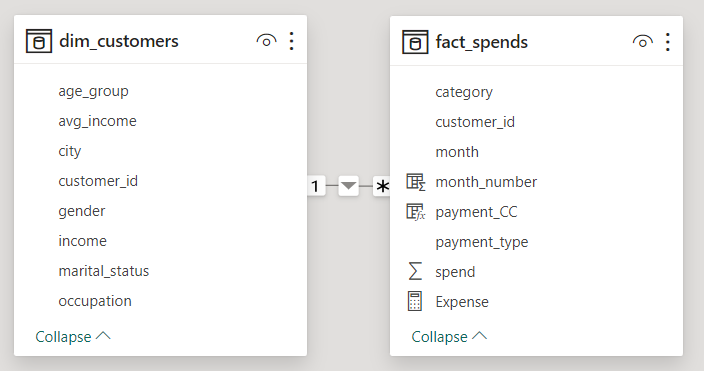 dim_customers
age_group
avg_income
city
customer_id
gender
income
marital_status
occupation
Collapse
1
*
fact_spends
category
customer_id
month
month_number
payment_CC
payment_type
Σ spend
Expense
Collapse